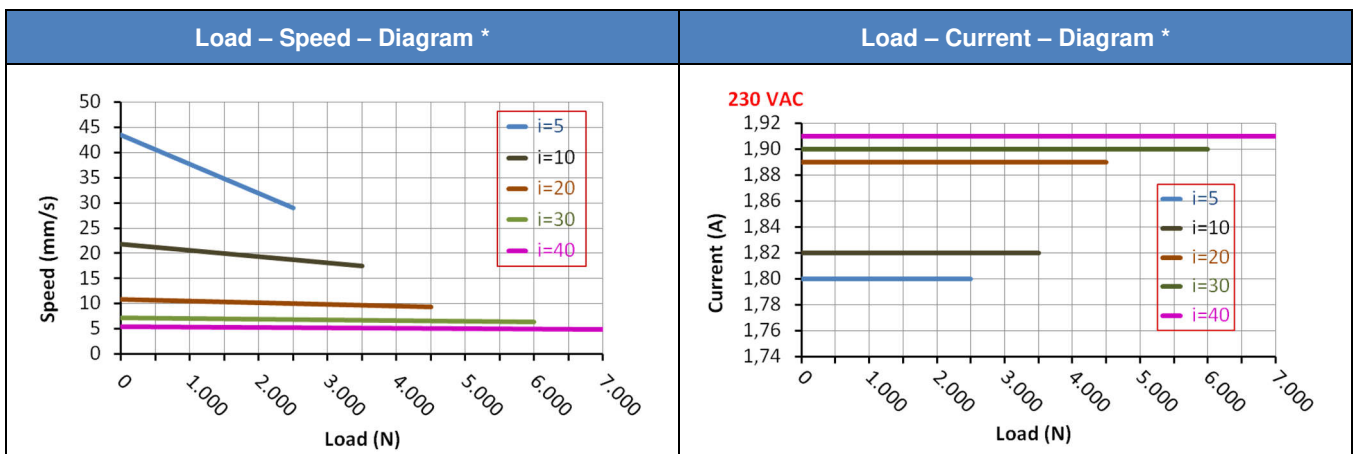 Load – Speed – Diagram *
Load – Current – Diagram *
50
45
40
35
30
25
20
15
10
5
0
Speed (mm/s)
i=5
i=10
i=20
i=30
i=40
0
1.000
2.000
3.000
4.000
5.000
6.000
7.000
Load (N)
230 VAC
1,92
1,90
1,88
1,86
1,84
1,82
1,80
1,78
1,76
1,74
Current (A)
i=5
i=10
i=20
i=30
i=40
0
1.000
2.000
3.000
4.000
5.000
6.000
7.000
Load (N)